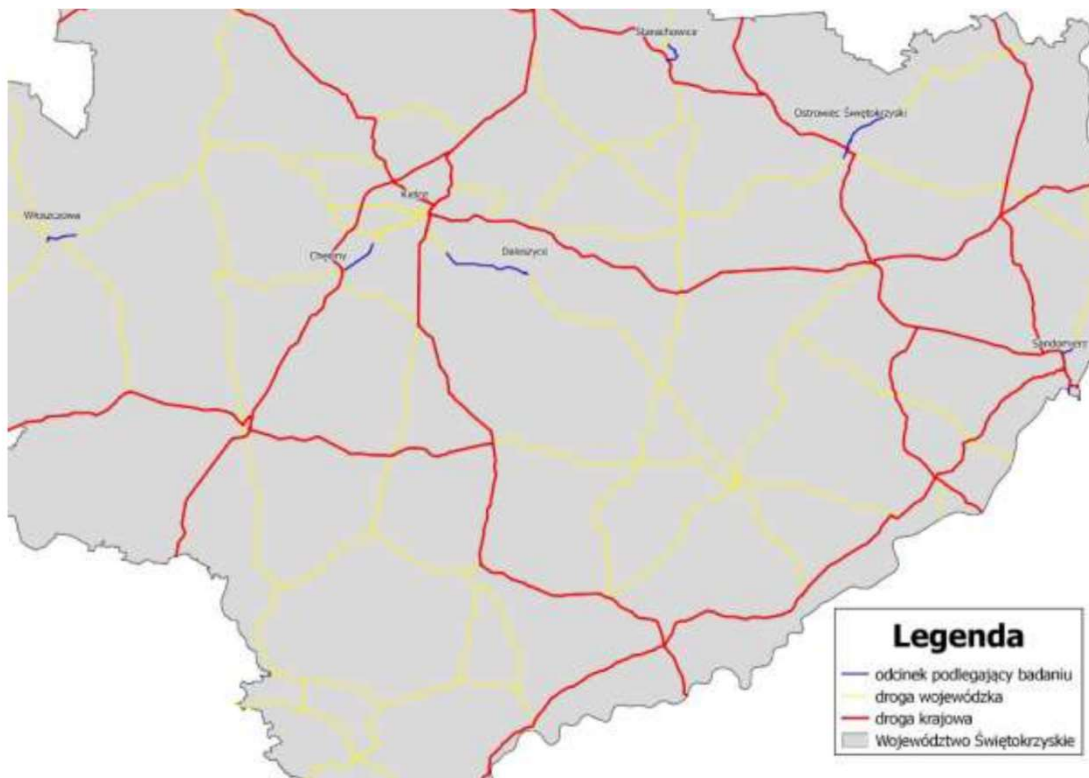 Starachowice
Ostrowiec Świętokrzyski
Kielce
Włoszczowa
Chęciny
Daleszyce
Sandomierz
Legenda
odcinek podlegający badaniu
droga wojewódzka
droga krajowa
Województwo Świętokrzyskie